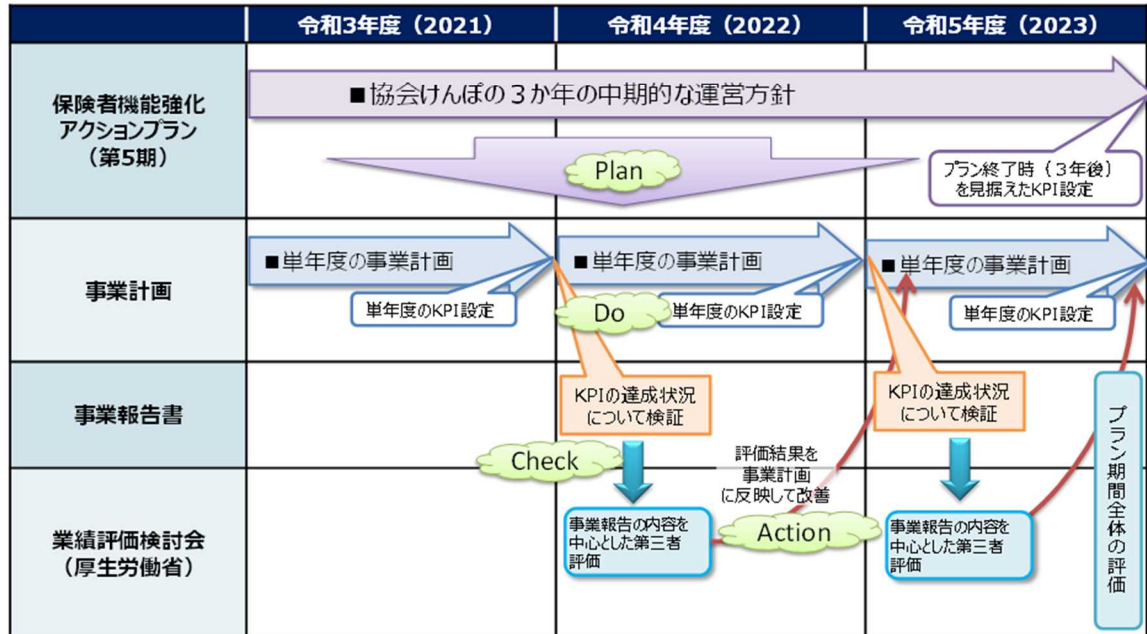 令和3年度（2021）
令和4年度（2022）
令和5年度（2023）
保険者機能強化
アクションプラン
（第5期）
■協会けんぽの３か年の中期的な運営方針
Plan
プラン終了時（３年後）
を見据えたKPI設定
事業計画
■単年度の事業計画
単年度のKPI設定
■単年度の事業計画
Do
単年度のKPI設定
■単年度の事業計画
単年度のKPI設定
事業報告書
KPIの達成状況
について検証
KPIの達成状況
について検証
Check
評価結果を
事業計画
に反映して改善
Action
プラン期間全体の評価
業績評価検討会
（厚生労働省）
事業報告の内容を
中心とした第三者
評価
事業報告の内容を
中心とした第三者
評価